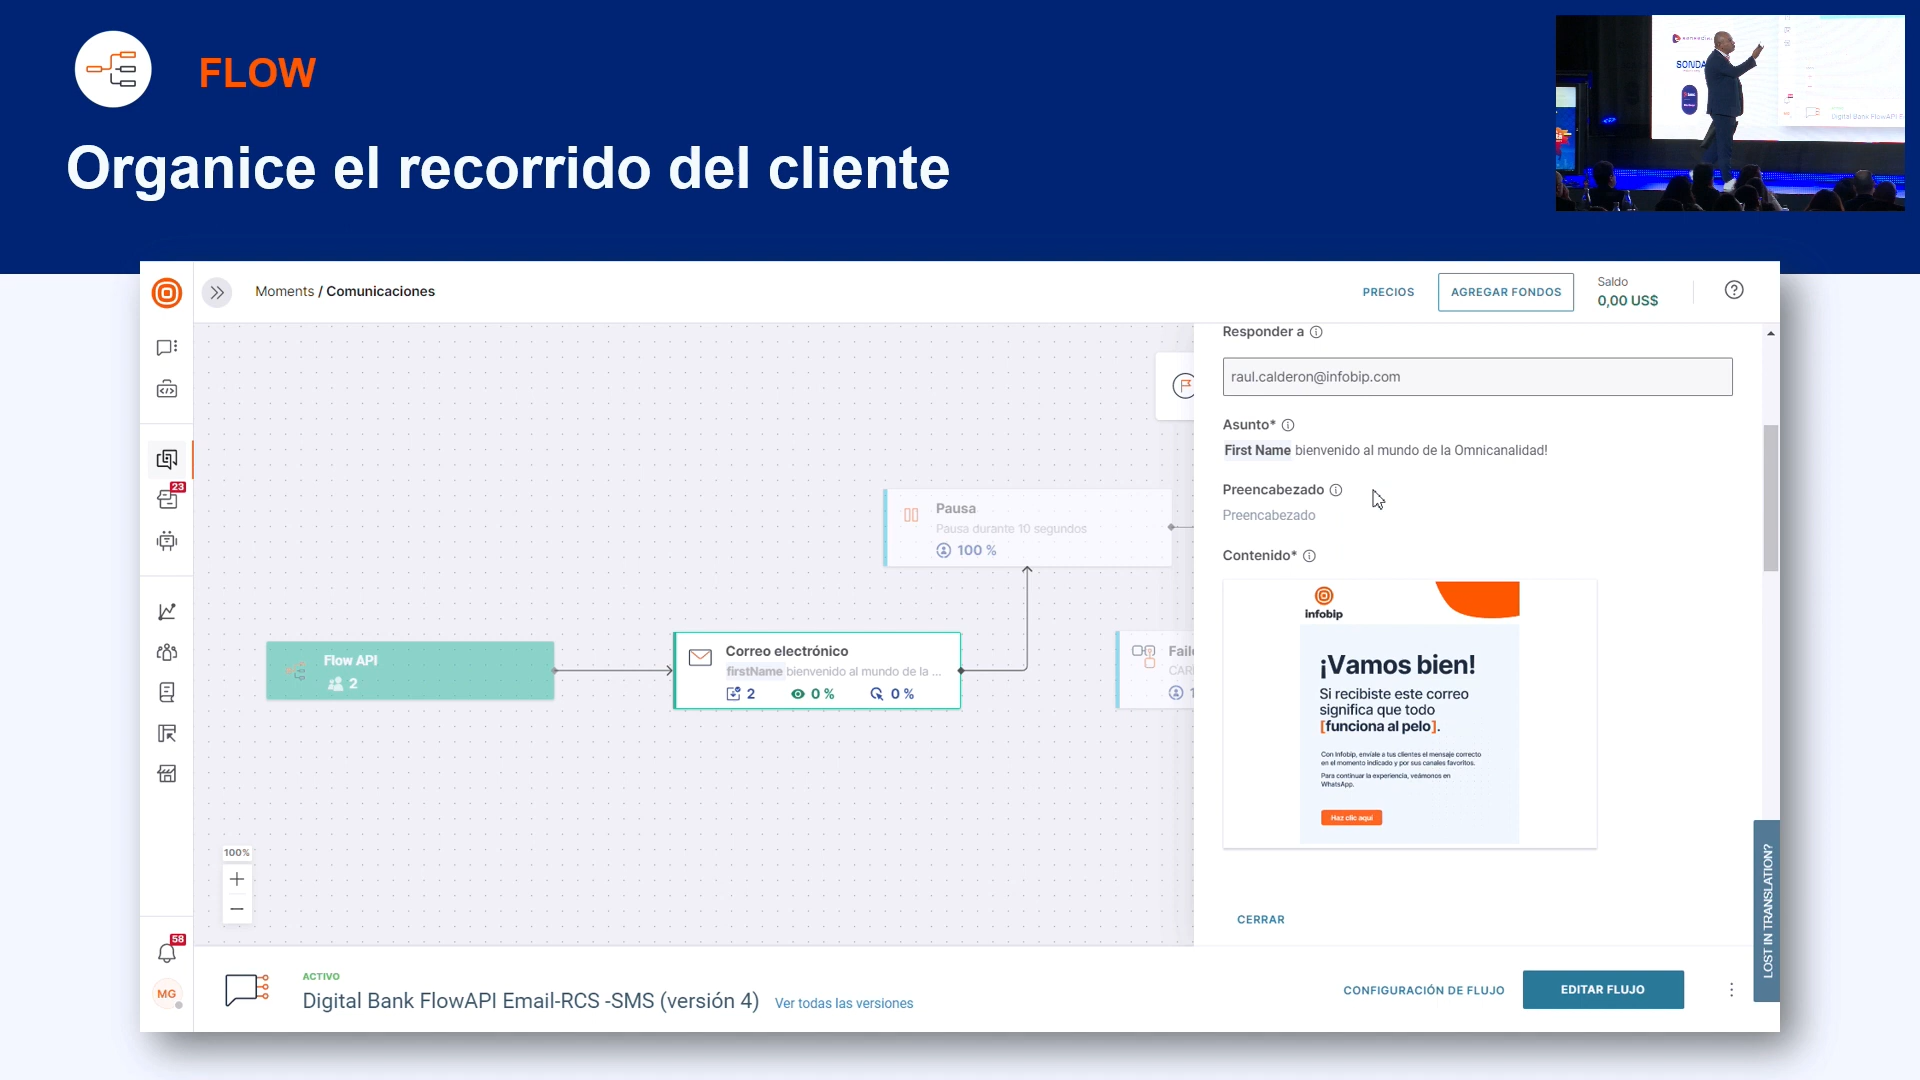 FLOW
Organice el recorrido del cliente
SONDA
Moments / Comunicaciones
PRECIOS
AGREGAR FONDOS
Saldo
0,00 US$
Responder a
raul.calderon@infobip.com
Asunto*
First Name bienvenido al mundo de la Omnicanalidad!
Preencabezado
Preencabezado
Contenido*
infobip
¡Vamos bien!
Si recibiste este correo
significa que todo
[funciona al pelo].
Con Infobip, envíale a tus clientes el mensaje correcto
en el momento indicado y por sus canales favoritos.
Para continuar la experiencia, veámonos en
WhatsApp.
Haz clic aquí
CERRAR
Pausa
Pausa durante 10 segundos
100 %
Flow API
2
Correo electrónico
firstName bienvenido al mundo de la ...
2 0 % 0 %
23
100%
58
MG
ACTIVO
Digital Bank FlowAPI Email-RCS -SMS (versión 4) Ver todas las versiones
CONFIGURACIÓN DE FLUJO
EDITAR FLUJO
LOST IN TRANSLATION?